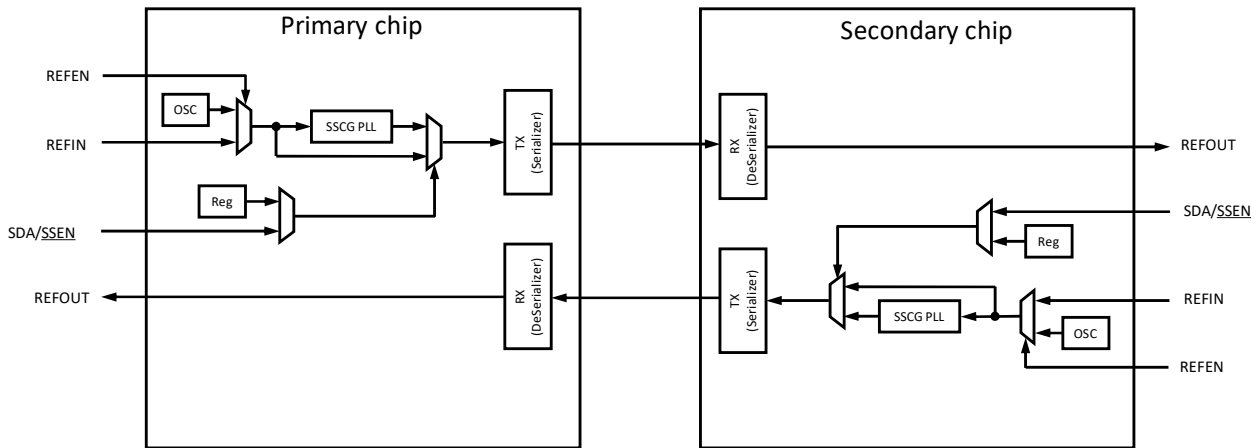 Primary chip
Secondary chip
REFEN
OSC
REFIN
SSCG PLL
TX
(Serializer)
RX
(DeSerializer)
REFOUT
Reg
SDA/SSEN
SDA/SSEN
Reg
REFOUT
RX
(DeSerializer)
TX
(Serializer)
SSCG PLL
REFIN
OSC
REFEN